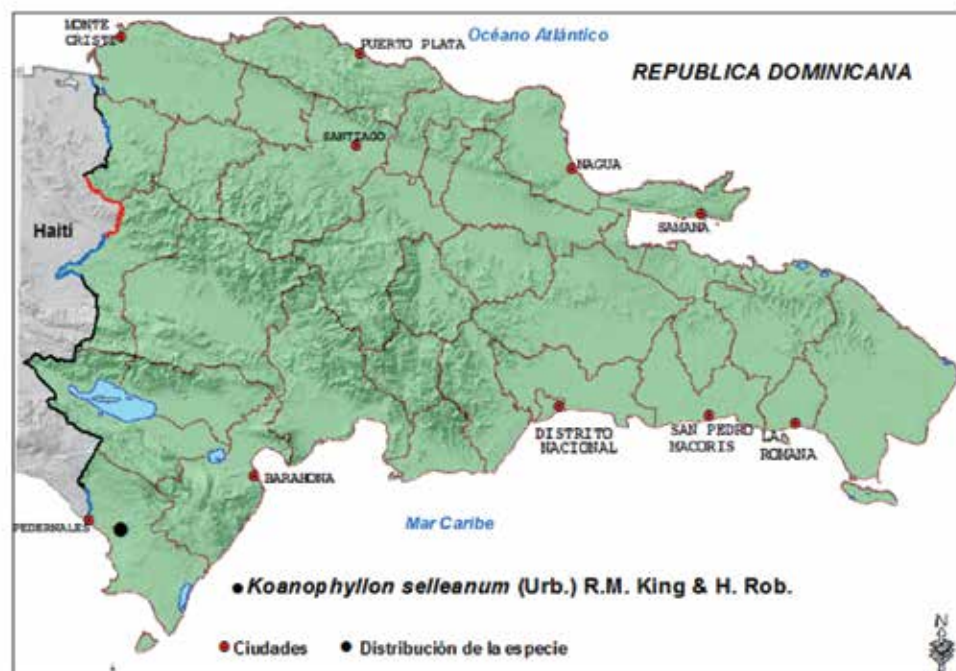 MONTE
CRISTI
PUERTO PLATA
Océano Atlántico
REPUBLICA DOMINICANA
SANTIAGO
NAGUA
SAMANA
Haití
DISTRITO
NACIONAL
SAN PEDRO
MACORIS
LA
ROMANA
BARAHONA
PEDERNALES
Mar Caribe
Koanophyllon selleanum (Urb.) R.M. King & H. Rob.
Ciudades
Distribución de la especie
N